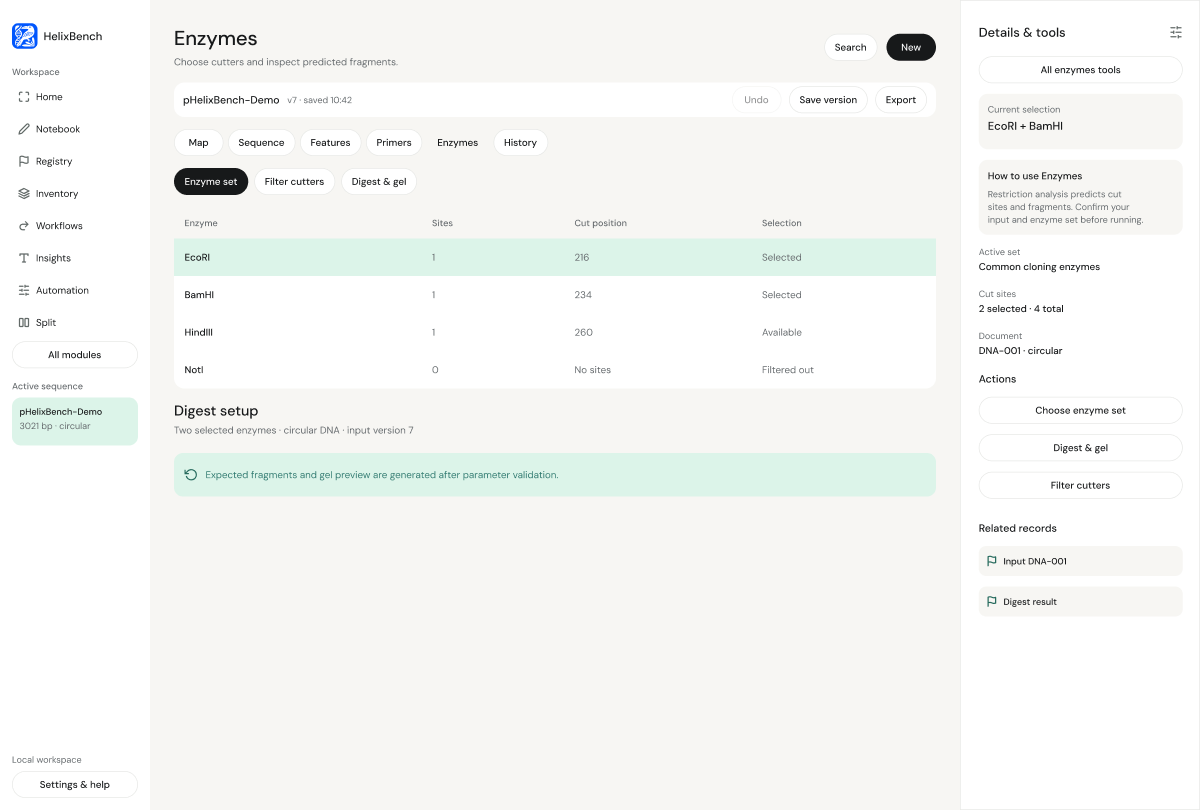 HelixBench
Workspace
Home
Notebook
Registry
Inventory
Workflows
Insights
Automation
Split
All modules
Active sequence
pHelixBench-Demo
3021 bp · circular
Local workspace
Settings & help
Enzymes
Choose cutters and inspect predicted fragments.
Search
New
pHelixBench-Demo v7 · saved 10:42
Undo
Save version
Export
Map
Sequence
Features
Primers
Enzymes
History
Enzyme set
Filter cutters
Digest & gel
Enzyme Sites Cut position Selection
EcoRI 1 216 Selected
BamHI 1 234 Selected
HindIII 1 260 Available
NotI 0 No sites Filtered out
Digest setup
Two selected enzymes · circular DNA · input version 7
Expected fragments and gel preview are generated after parameter validation.
Details & tools
All enzymes tools
Current selection
EcoRI + BamHI
How to use Enzymes
Restriction analysis predicts cut
sites and fragments. Confirm your
input and enzyme set before running.
Active set
Common cloning enzymes
Cut sites
2 selected · 4 total
Document
DNA-001 · circular
Actions
Choose enzyme set
Digest & gel
Filter cutters
Related records
Input DNA-001
Digest result